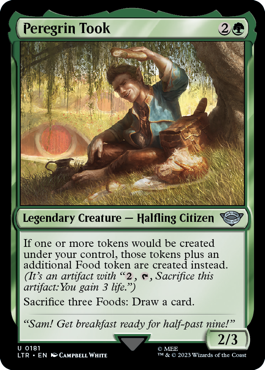 Peregrin Took 2
Legendary Creature — Halfling Citizen
If one or more tokens would be created
under your control, those tokens plus an
additional Food token are created instead.
(It's an artifact with "2, T, Sacrifice this
artifact:You gain 3 life.")
Sacrifice three Foods: Draw a card.
"Sam! Get breakfast ready for half-past nine!"
2/3
U 0181
LTR • EN Campbell White
© MEE
™ & © 2023 Wizards of the Coast